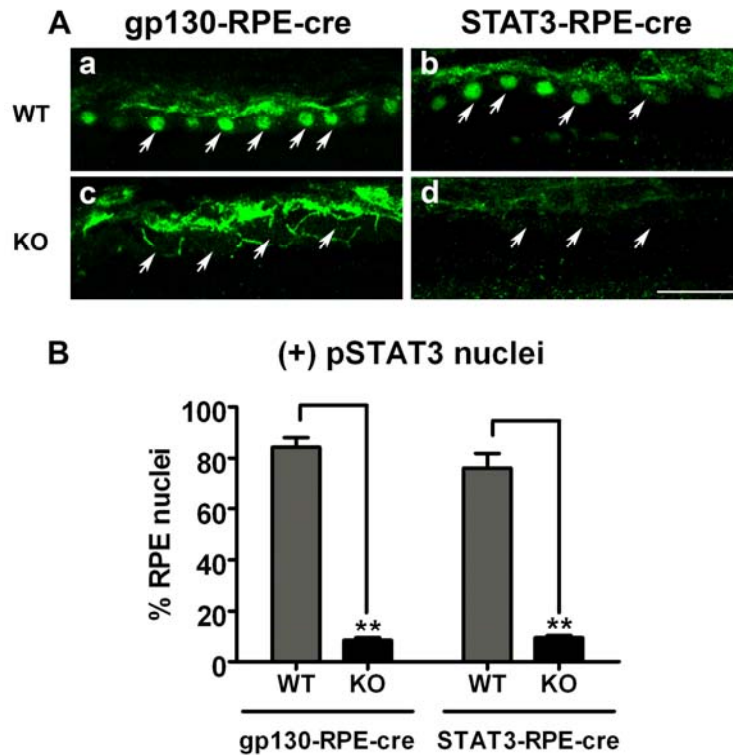 A gp130-RPE-cre STAT3-RPE-cre
a b
WT
c d
KO
B (+) pSTAT3 nuclei
% RPE nuclei
100
80
60
40
20
0
** **
WT KO WT KO
gp130-RPE-cre STAT3-RPE-cre